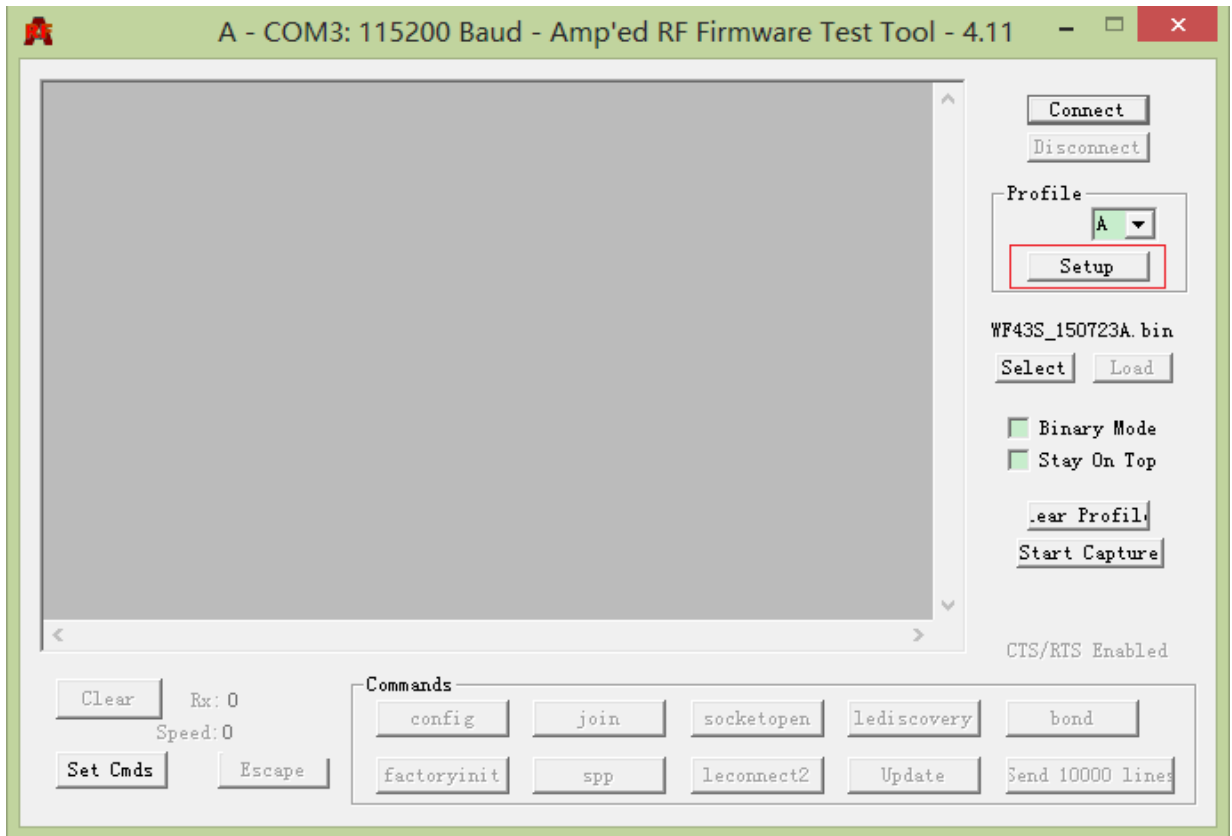 A - COM3: 115200 Baud - Amp'ed RF Firmware Test Tool - 4.11
Connect
Disconnect
Profile
A
Setup
WF43S_150723A.bin
Select Load
Binary Mode
Stay On Top
.ear Profil
Start Capture
CTS/RTS Enabled
Clear Rx: 0
Speed: 0
Set Cmds Escape
Commands
config join socketopen lediscovery bond
factoryinit spp leconnect2 Update Send 10000 lines